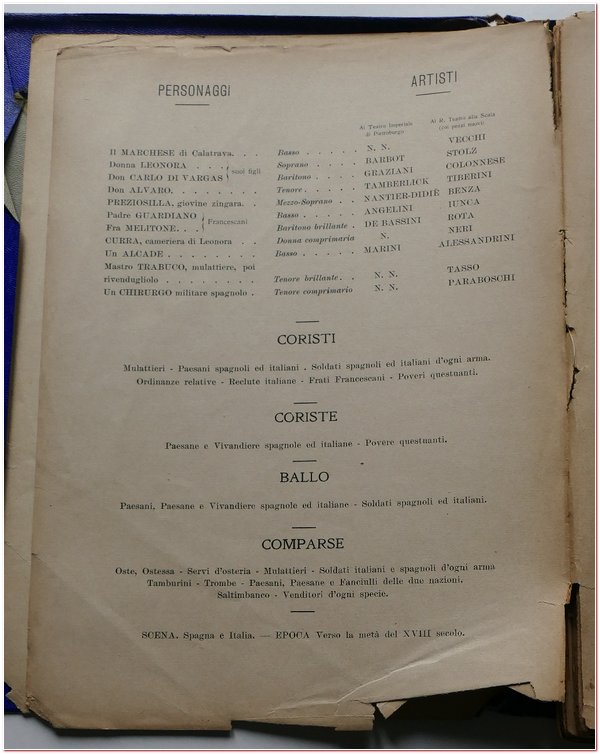 PERSONAGGI
ARTISTI
Al Teatro Imperiale di Pietroburgo
Al R. Teatro alla Scala (coi pezzi nuovi)
Il MARCHESE di Calatrava. . . Basso . . . . . . N. N. VECCHI
Donna LEONORA . . . . suoi figli Soprano . . . . . BARBOT STOLZ
Don CARLO DI VARGAS Baritono . . . . . GRAZIANI COLONNESE
Don ALVARO. . . . . . . . . Tenore . . . . . . TAMBERLICK TIBERINI
PREZIOSILLA, giovine zingara. . . Mezzo-Soprano . . . NANTIER-DIDIÈ BENZA
Padre GUARDIANO Francescani Basso . . . . . . ANGELINI IUNCA
Fra MELITONE. . . Baritono brillante . DE BASSINI ROTA
CURRA, cameriera di Leonora . . Donna comprimaria N. NERI
Un ALCADE . . . . . . . . . Basso . . . . . . MARINI ALESSANDRINI
Mastro TRABUCO, mulattiere, poi
rivendugliolo . . . . . . . . Tenore brillante . . N. N. TASSO
Un CHIRURGO militare spagnolo . Tenore comprimario N. N. PARABOSCHI
CORISTI
Mulattieri - Paesani spagnoli ed italiani . Soldati spagnoli ed italiani d'ogni arma.
Ordinanze relative - Reclute italiane - Frati Francescani - Poveri questuanti.
CORISTE
Paesane e Vivandiere spagnole ed italiane - Povere questuanti.
BALLO
Paesani, Paesane e Vivandiere spagnole ed italiane - Soldati spagnoli ed italiani.
COMPARSE
Oste, Ostessa - Servi d'osteria - Mulattieri - Soldati italiani e spagnoli d'ogni arma
Tamburini - Trombe - Paesani, Paesane e Fanciulli delle due nazioni.
Saltimbanco - Venditori d'ogni specie.
SCENA. Spagna e Italia. — EPOCA Verso la metà del XVIII secolo.